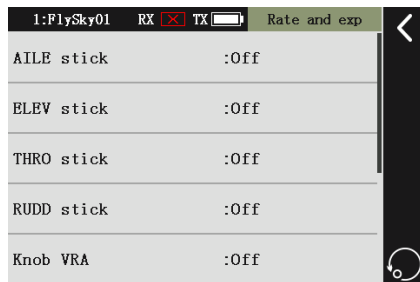 1:FlySky01 RX TX Rate and exp
AILE stick :Off
ELEV stick :Off
THRO stick :Off
RUDD stick :Off
Knob VRA :Off